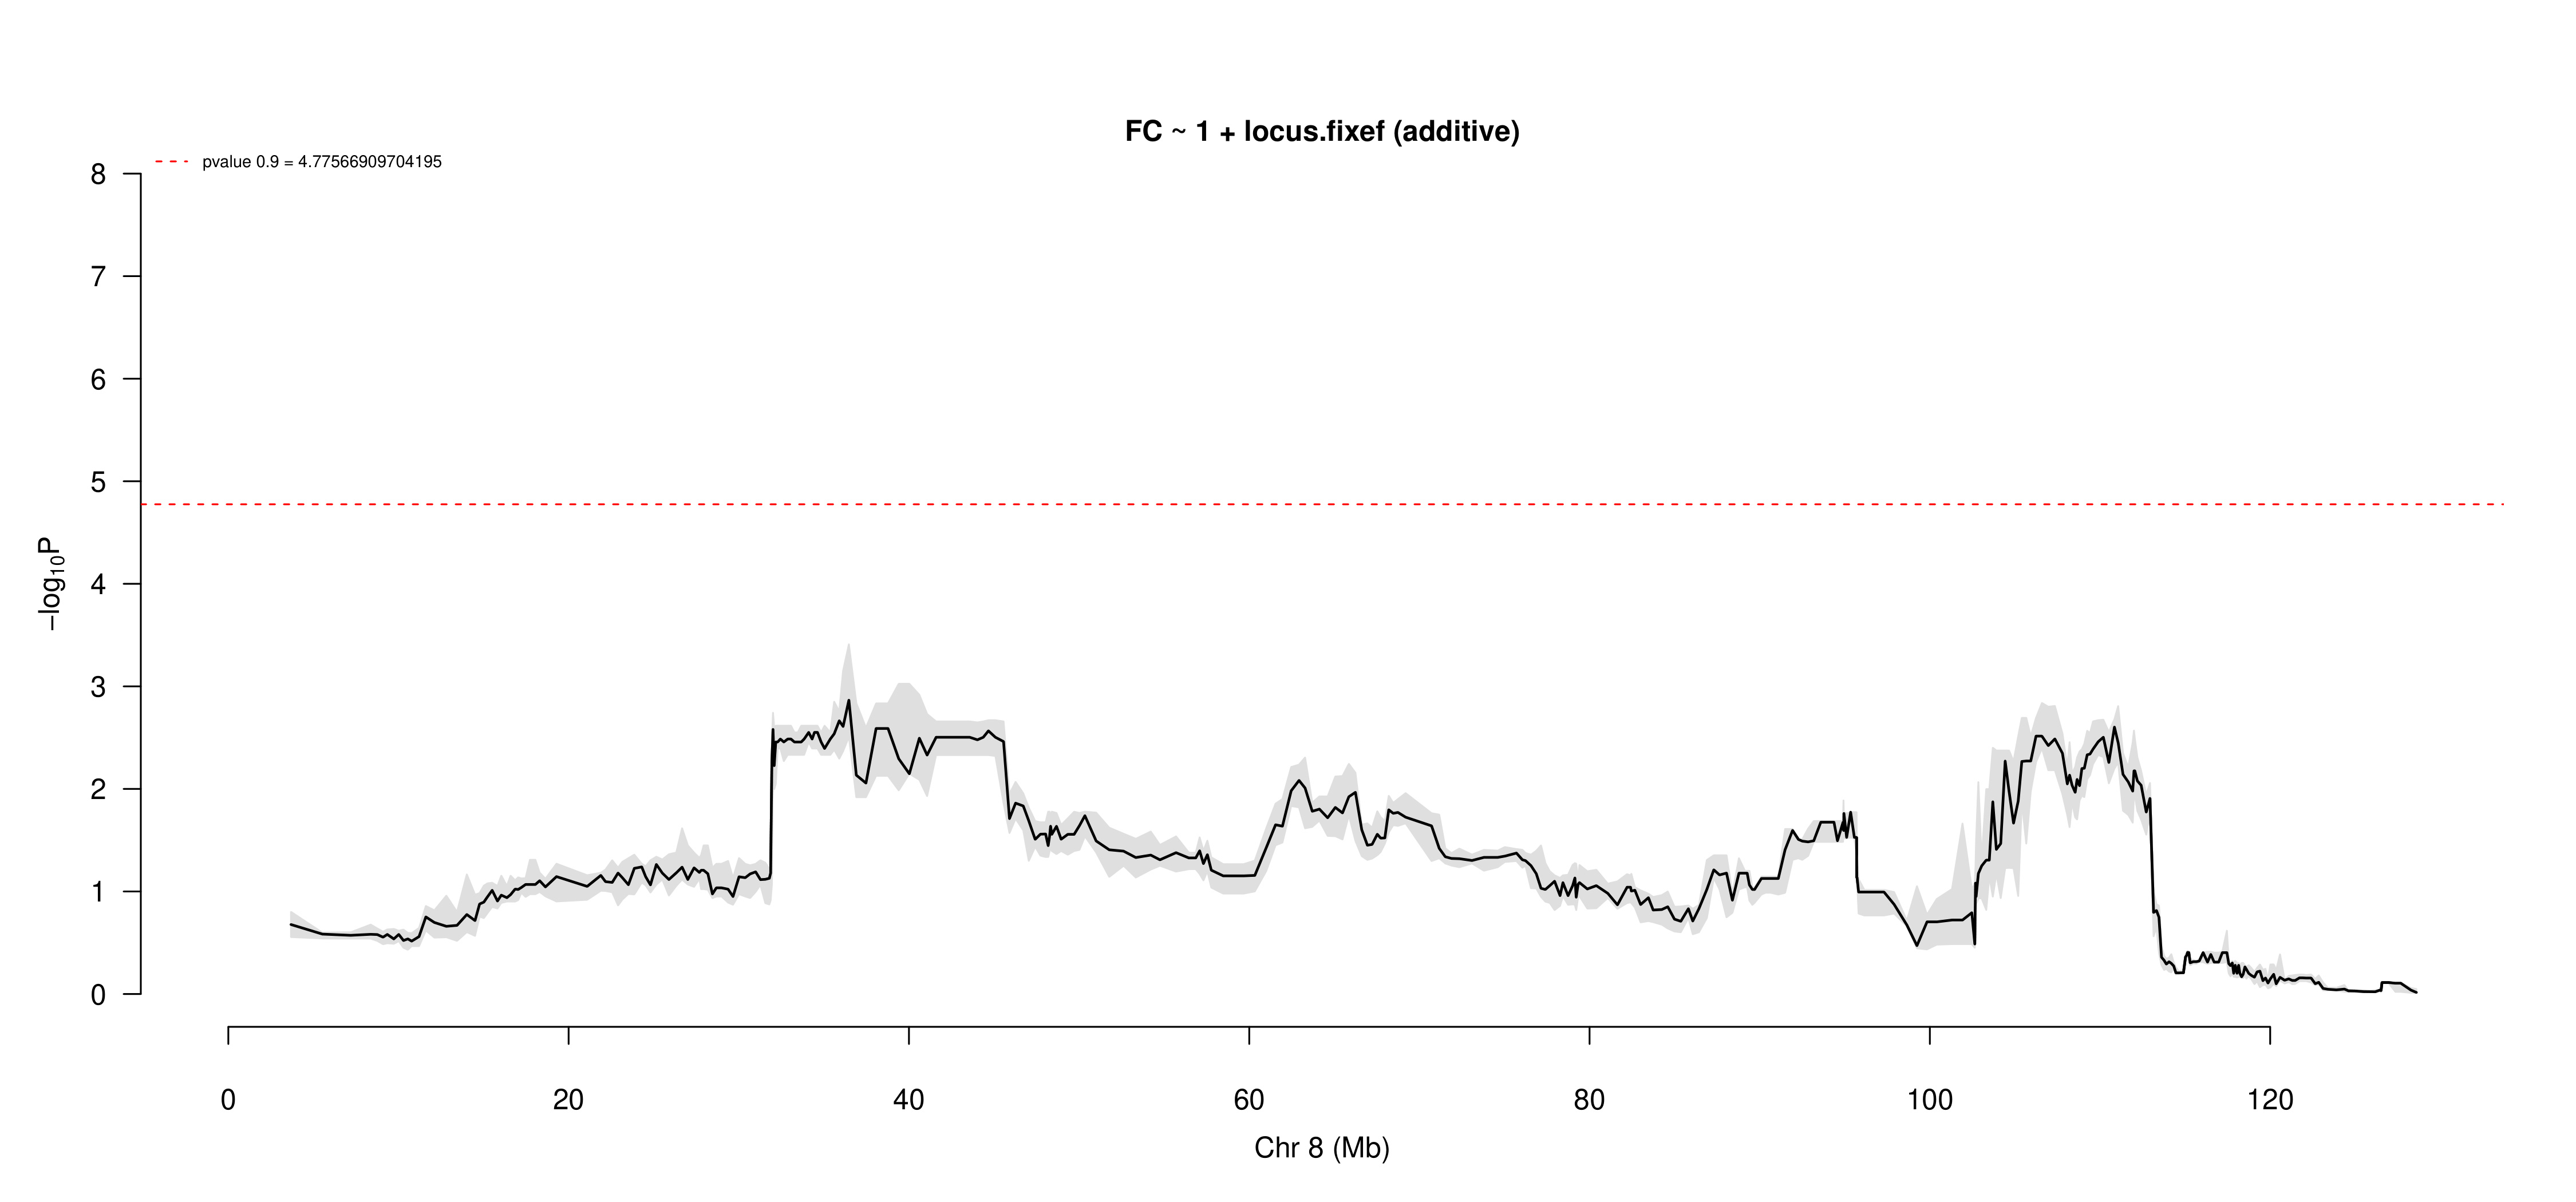 FC ~ 1 + locus.fixef (additive)
pvalue 0.9 = 4.77566909704195
8
7
6
5
4
3
2
1
0
−log10P
0 20 40 60 80 100 120
Chr 8 (Mb)